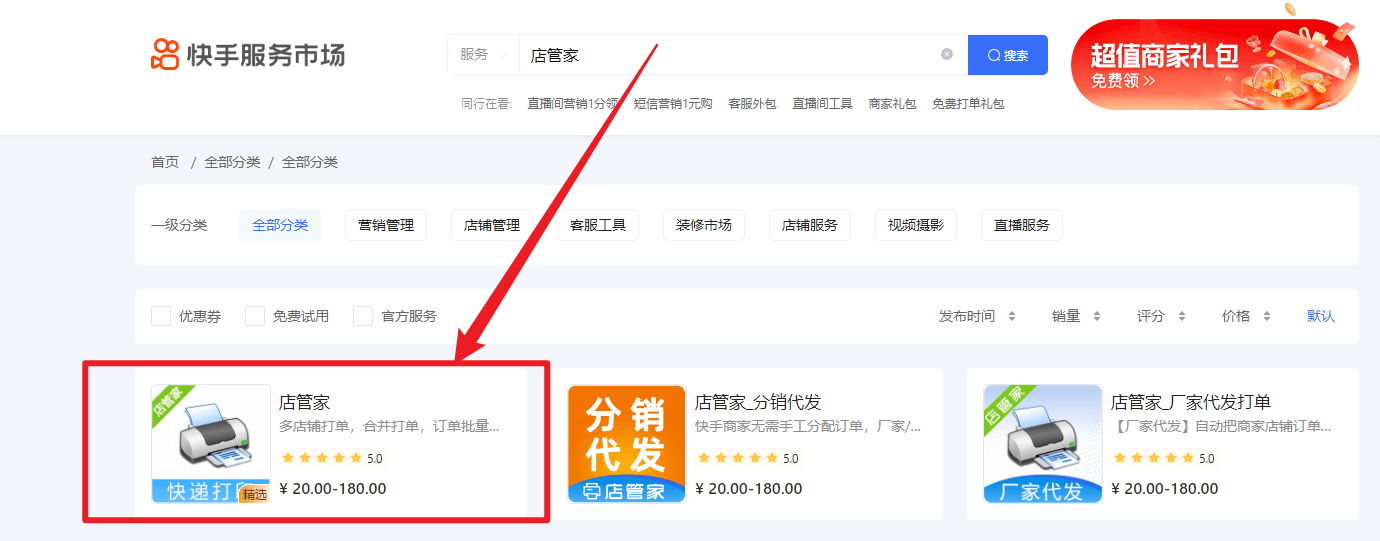 快手服务市场
服务 店管家 搜索
超值商家礼包
免费领 >>
同行在看: 直播间营销1分领 短信营销1元购 客服外包 直播间工具 商家礼包 免费打单礼包
首页 / 全部分类 / 全部分类
一级分类 全部分类 营销管理 店铺管理 客服工具 装修市场 店铺服务 视频摄影 直播服务
优惠券 免费试用 官方服务 发布时间 销量 评分 价格 默认
店管家
快递打印
精选
店管家
多店铺打单,合并打单,订单批量...
5.0
¥ 20.00-180.00
分销
代发
店管家
店管家_分销代发
快手商家无需手工分配订单,厂家/...
5.0
¥ 20.00-180.00
店管家
厂家代发
店管家_厂家代发打单
【厂家代发】自动把商家店铺订单...
5.0
¥ 20.00-180.00